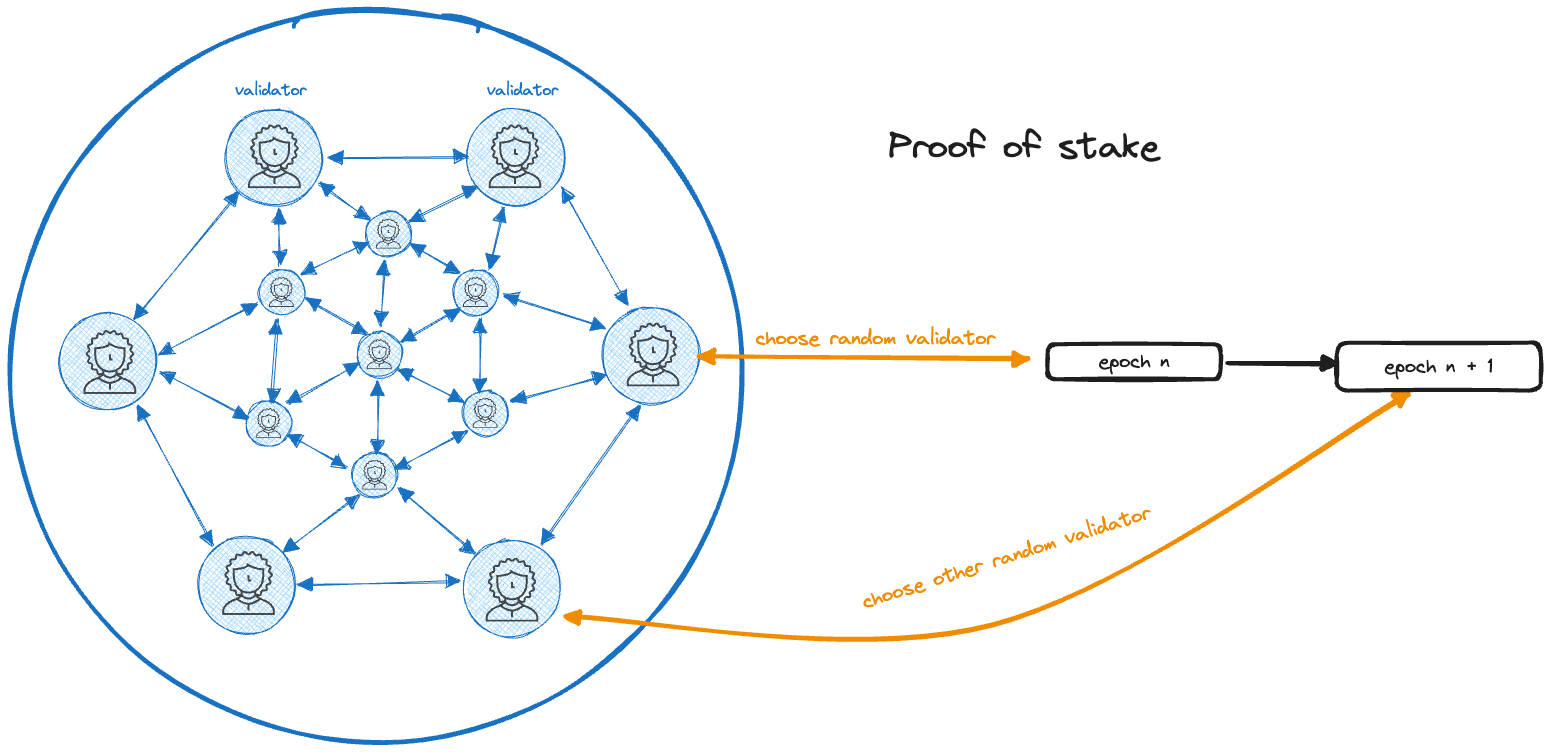 validator
validator
Proof of stake
choose random validator
epoch n
epoch n + 1
choose other random validator